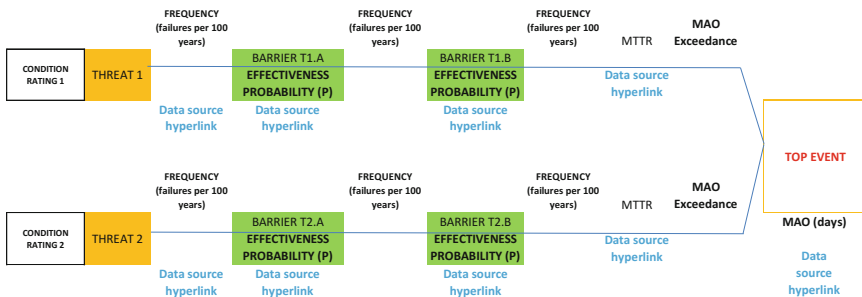 FREQUENCY
(failures per 100
years)
FREQUENCY
(failures per 100
years)
FREQUENCY
(failures per 100
years)
MTTR
MAO
Exceedance
CONDITION
RATING 1
THREAT 1
BARRIER T1.A
EFFECTIVENESS
PROBABILITY (P)
BARRIER T1.B
EFFECTIVENESS
PROBABILITY (P)
Data source
hyperlink
Data source
hyperlink
Data source
hyperlink
Data source
hyperlink
TOP EVENT
FREQUENCY
(failures per 100
years)
FREQUENCY
(failures per 100
years)
FREQUENCY
(failures per 100
years)
MTTR
MAO
Exceedance
CONDITION
RATING 2
THREAT 2
BARRIER T2.A
EFFECTIVENESS
PROBABILITY (P)
BARRIER T2.B
EFFECTIVENESS
PROBABILITY (P)
Data source
hyperlink
Data source
hyperlink
Data source
hyperlink
Data source
hyperlink
MAO (days)
Data
source
hyperlink